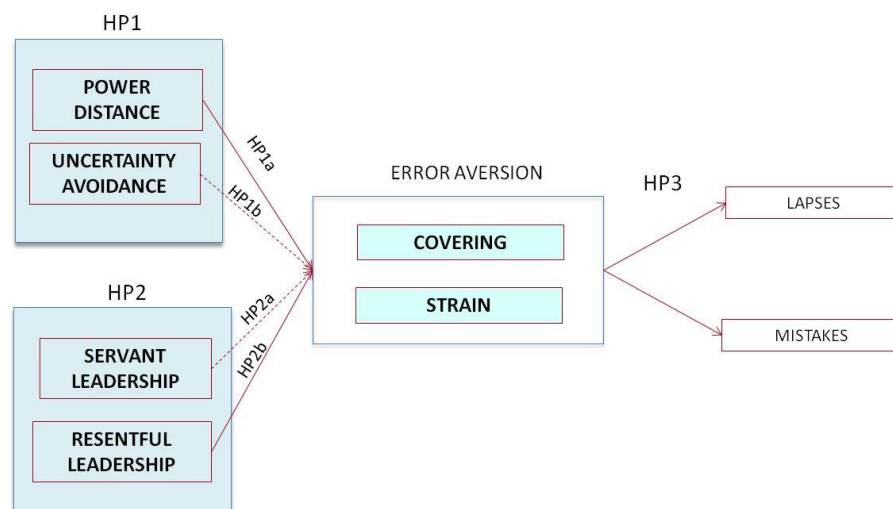 HP1
POWER
DISTANCE
UNCERTAINTY
AVOIDANCE
HP1a
HP1b
HP2
SERVANT
LEADERSHIP
RESENTFUL
LEADERSHIP
HP2a
HP2b
ERROR AVERSION
COVERING
STRAIN
HP3
LAPSES
MISTAKES